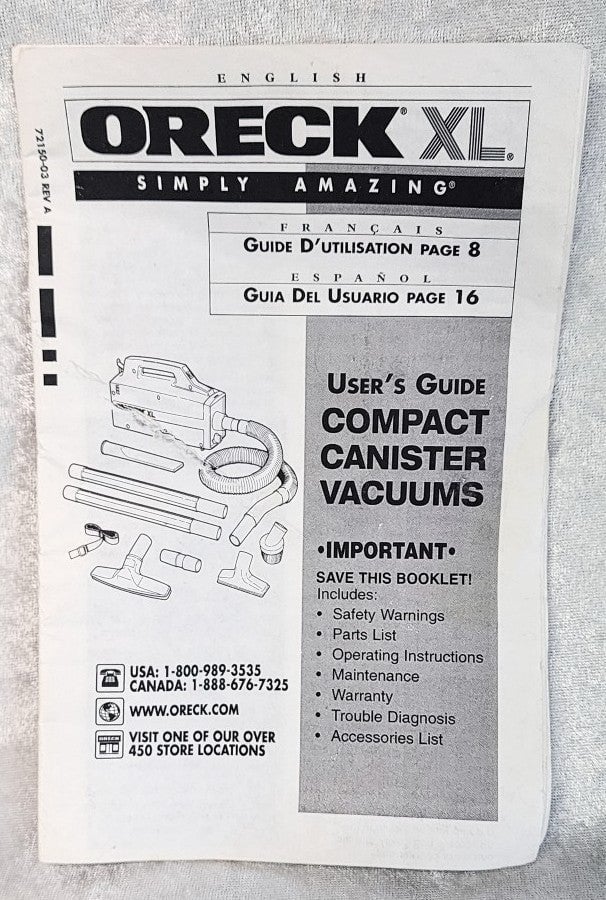 ENGLISH
ORECK® XL®
SIMPLY AMAZING®
FRANÇAIS
GUIDE D'UTILISATION PAGE 8
ESPAÑOL
GUIA DEL USUARIO PAGE 16
72150-03 REV A
XL
USER'S GUIDE
COMPACT
CANISTER
VACUUMS
•IMPORTANT•
SAVE THIS BOOKLET!
Includes:
• Safety Warnings
• Parts List
• Operating Instructions
• Maintenance
• Warranty
• Trouble Diagnosis
• Accessories List
USA: 1-800-989-3535
CANADA: 1-888-676-7325
WWW.ORECK.COM
ORECK
VISIT ONE OF OUR OVER
450 STORE LOCATIONS